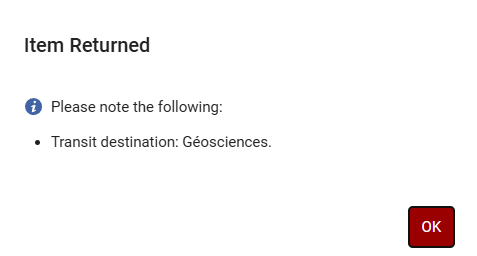 Item Returned
Please note the following:
• Transit destination: Géosciences.
OK